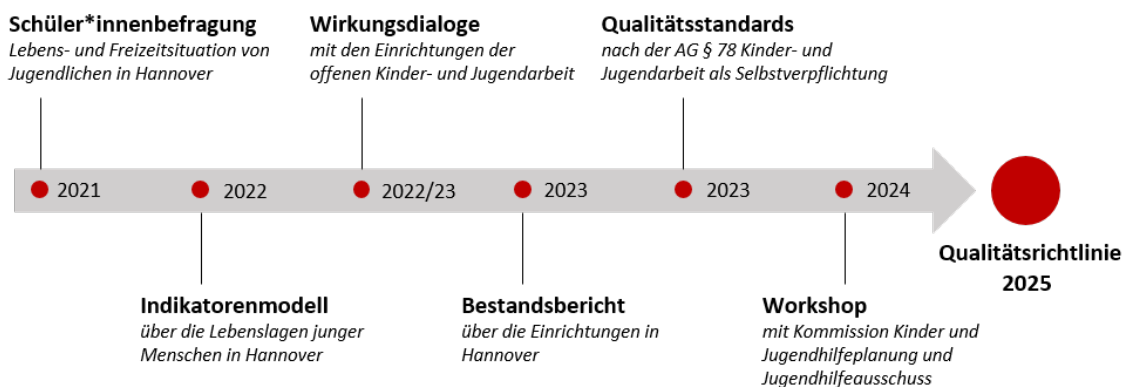 Schüler*innenbefragung
Lebens- und Freizeitsituation von
Jugendlichen in Hannover
Wirkungsdialoge
mit den Einrichtungen der
offenen Kinder- und Jugendarbeit
Qualitätsstandards
nach der AG § 78 Kinder- und
Jugendarbeit als Selbstverpflichtung
2021
2022
2022/23
2023
2023
2024
Qualitätsrichtlinie
2025
Indikatorenmodell
über die Lebenslagen junger
Menschen in Hannover
Bestandsbericht
über die Einrichtungen in
Hannover
Workshop
mit Kommission Kinder und
Jugendhilfeplanung und
Jugendhilfeausschuss